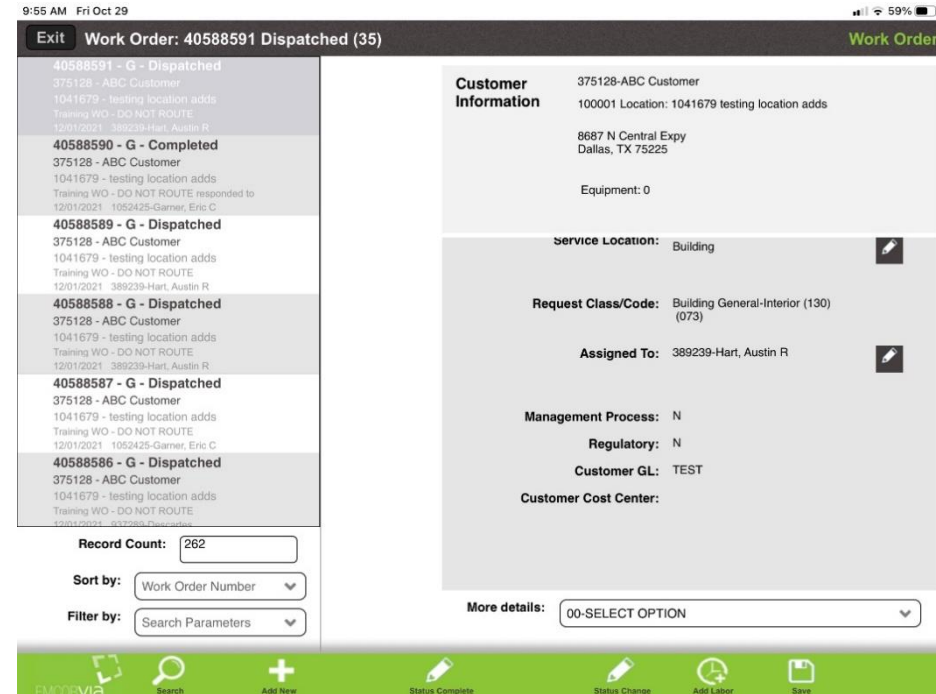 9:55 AM Fri Oct 29
59%
Exit Work Order: 40588591 Dispatched (35)
Work Order
40588591 - G - Dispatched
375128 - ABC Customer
1041679 - testing location adds
Training WO - DO NOT ROUTE
12/01/2021 389239-Hart, Austin R
40588590 - G - Completed
375128 - ABC Customer
1041679 - testing location adds
Training WO - DO NOT ROUTE responded to
12/01/2021 1052425-Garner, Eric C
40588589 - G - Dispatched
375128 - ABC Customer
1041679 - testing location adds
Training WO - DO NOT ROUTE
12/01/2021 389239-Hart, Austin R
40588588 - G - Dispatched
375128 - ABC Customer
1041679 - testing location adds
Training WO - DO NOT ROUTE
12/01/2021 389239-Hart, Austin R
40588587 - G - Dispatched
375128 - ABC Customer
1041679 - testing location adds
Training WO - DO NOT ROUTE
12/01/2021 1052425-Garner, Eric C
40588586 - G - Dispatched
375128 - ABC Customer
1041679 - testing location adds
Training WO - DO NOT ROUTE
12/01/2021 937289-Descartes
Record Count: 262
Sort by: Work Order Number
Filter by: Search Parameters
Customer
Information
375128-ABC Customer
100001 Location: 1041679 testing location adds
8687 N Central Expy
Dallas, TX 75225
Equipment: 0
Service Location: Building
Request Class/Code: Building General-Interior (130)
(073)
Assigned To: 389239-Hart, Austin R
Management Process: N
Regulatory: N
Customer GL: TEST
Customer Cost Center:
More details: 00-SELECT OPTION
EMCORVIA
Search
Add New
Status Complete
Status Change
Add Labor
Save